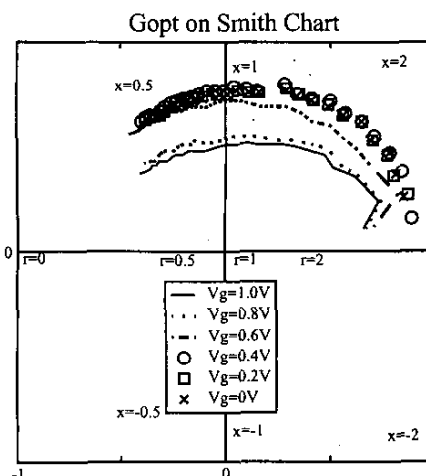 Gopt on Smith Chart
x=0.5
x=1
x=2
0
r=0
r=0.5
r=1
r=2
Vg=1.0V
Vg=0.8V
Vg=0.6V
Vg=0.4V
Vg=0.2V
Vg=0V
x=-0.5
x=-1
x=-2
-1
0